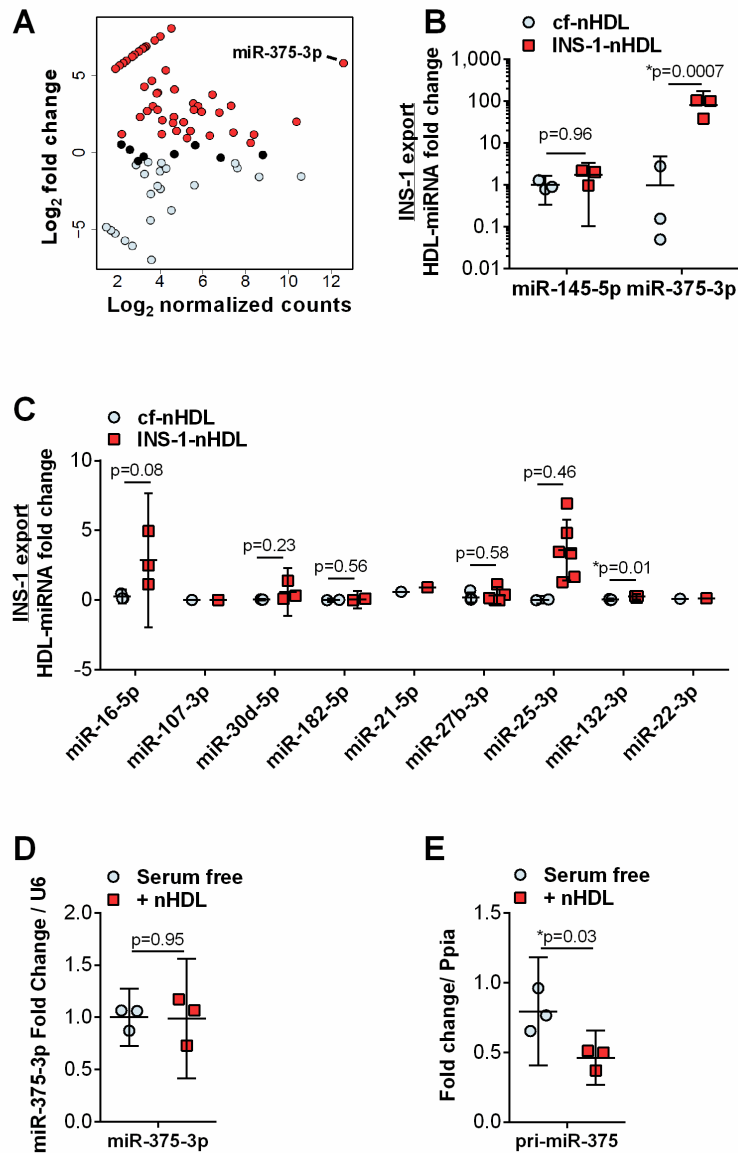 A
miR-375-3p
Log2 fold change
5
0
−5
2
4
6
8
10
12
Log2 normalized counts
B
cf-nHDL
INS-1-nHDL
INS-1 export
HDL-miRNA fold change
1,000
100
10
1
0.1
0.01
p=0.96
*p=0.0007
miR-145-5p
miR-375-3p
C
cf-nHDL
INS-1-nHDL
INS-1 export
HDL-miRNA fold change
10
5
0
-5
p=0.08
p=0.23
p=0.56
p=0.58
p=0.46
*p=0.01
miR-16-5p
miR-107-3p
miR-30d-5p
miR-182-5p
miR-21-5p
miR-27b-3p
miR-25-3p
miR-132-3p
miR-22-3p
D
Serum free
+ nHDL
miR-375-3p Fold Change / U6
2.0
1.5
1.0
0.5
0.0
p=0.95
miR-375-3p
E
Serum free
+ nHDL
Fold change/ Ppia
1.5
1.0
0.5
0.0
*p=0.03
pri-miR-375